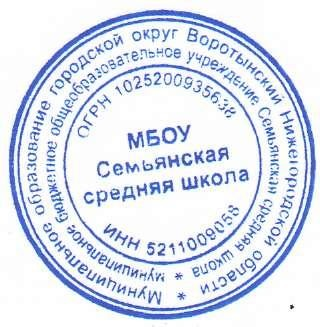 Муниципальное образование городской округ Воротынский Нижегородской области *
Муниципальное бюджетное общеобразовательное учреждение Семьянская средняя школа *
ОГРН 1025200935638
МБОУ
Семьянская
средняя школа
ИНН 5211009058